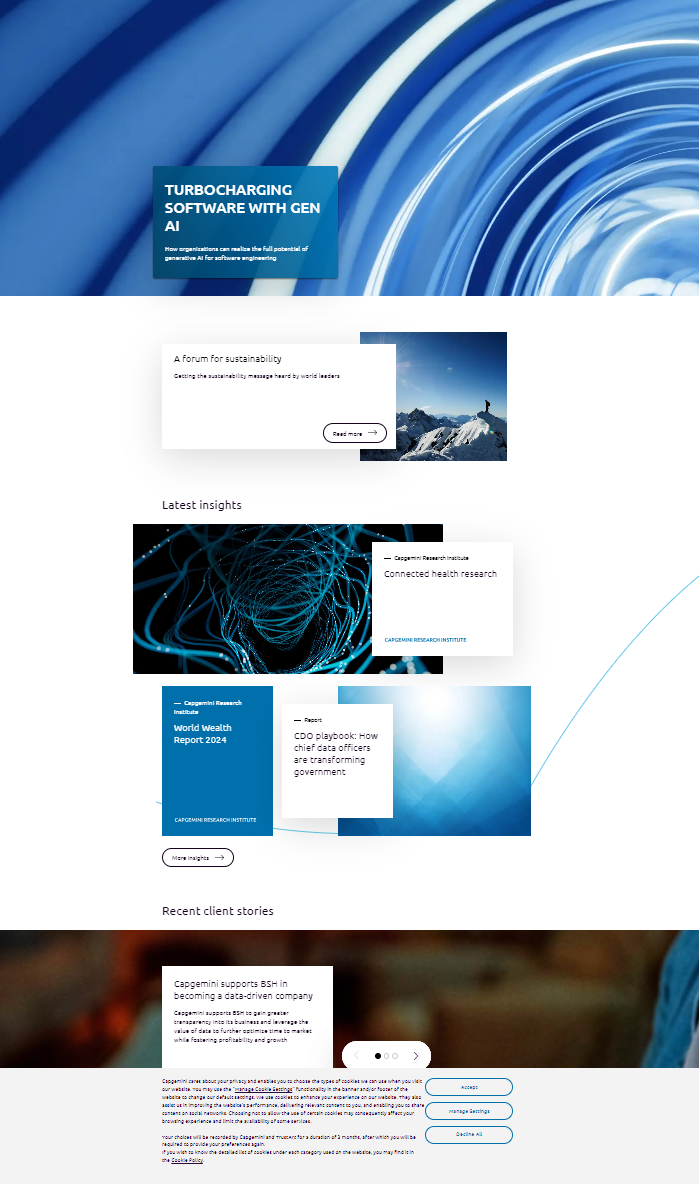 TURBOCHARGING
SOFTWARE WITH GEN
AI
How organizations can realize the full potential of
generative AI for software engineering
A forum for sustainability
Getting the sustainability message heard by world leaders
Read more
Latest insights
Capgemini Research Institute
Connected health research
CAPGEMINI RESEARCH INSTITUTE
Capgemini Research
Institute
World Wealth
Report 2024
CAPGEMINI RESEARCH INSTITUTE
Report
CDO playbook: How
chief data officers
are transforming
government
More insights
Recent client stories
Capgemini supports BSH in
becoming a data-driven company
Capgemini supports BSH to gain greater
transparency into its business and leverage the
value of data to further optimise time to market
while fostering profitability and growth
Capgemini cares about your privacy and enables you to choose the types of cookies we can use when you visit
our website. You may use the "Manage Cookie Settings" functionality in the banner and/or footer of the
website to change our default settings. We use cookies to enhance your experience on our website. They also
assist us in improving the website's performance, delivering relevant content to you, and enabling you to share
content on social networks. Choosing not to allow the use of certain cookies may consequently affect your
browsing experience and limit the availability of some services.
Your choices will be recorded by Capgemini and TrustArc for a duration of 3 months, after which you will be
required to provide your preferences again.
If you wish to know the detailed list of cookies under each category used on the website, you may find it in
the Cookie Policy.
Accept
Manage Settings
Decline All